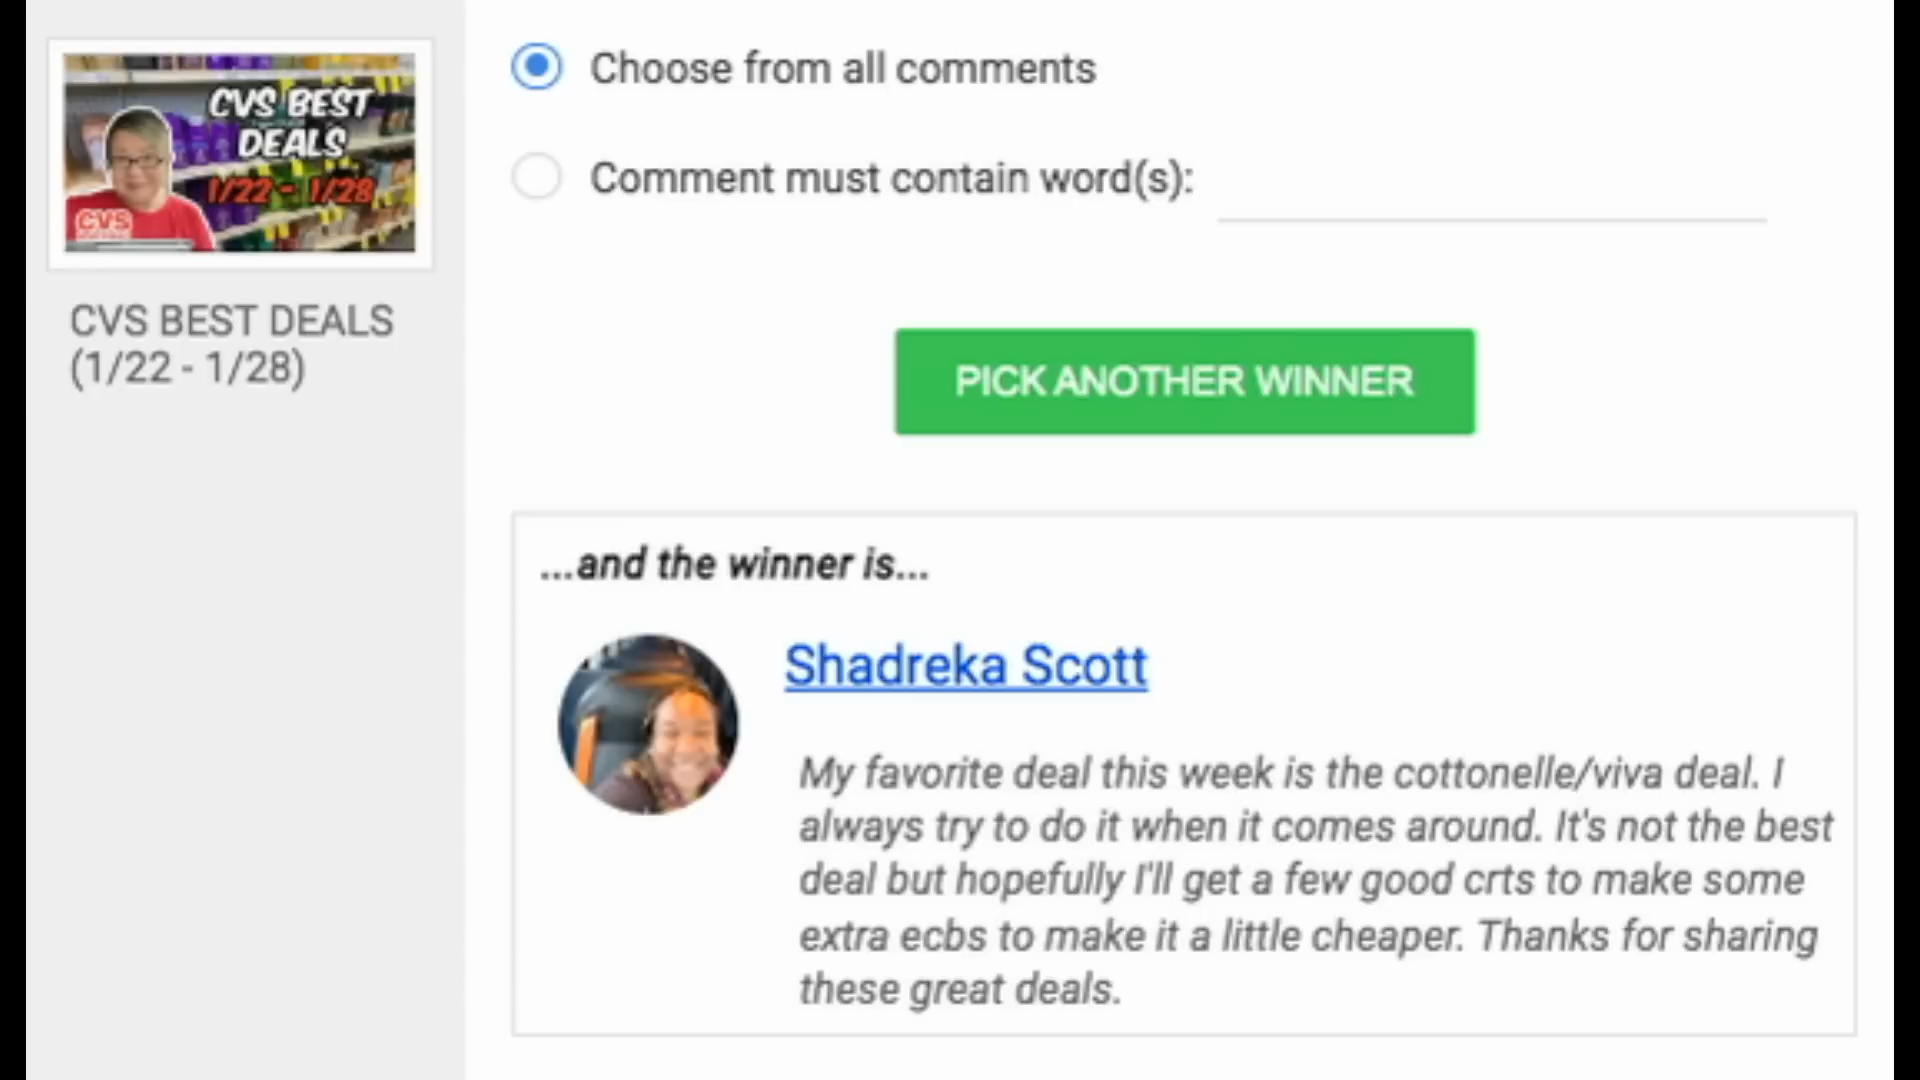 CVS BEST
DEALS
1/22 - 1/28
CVS
CVS BEST DEALS
(1/22 - 1/28)
Choose from all comments
Comment must contain word(s):
PICK ANOTHER WINNER
...and the winner is...
Shadreka Scott
My favorite deal this week is the cottonelle/viva deal. I
always try to do it when it comes around. It's not the best
deal but hopefully I'll get a few good crts to make some
extra ecbs to make it a little cheaper. Thanks for sharing
these great deals.